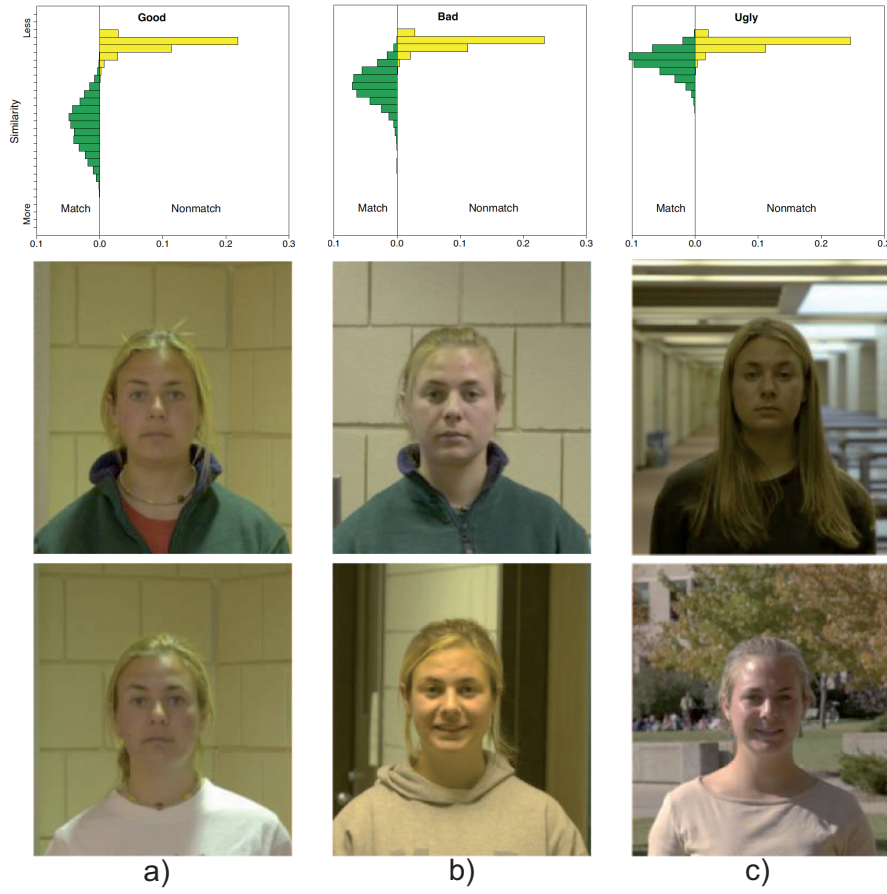 Good
Bad
Ugly
Less
Similarity
More
Match
Nonmatch
Match
Nonmatch
Match
Nonmatch
0.1
0.0
0.1
0.2
0.3
0.1
0.0
0.1
0.2
0.3
0.1
0.0
0.1
0.2
0.3
a)
b)
c)